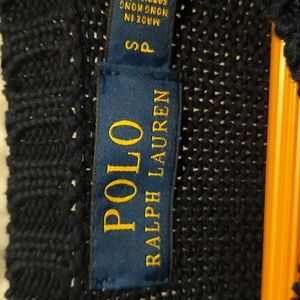 POLO
RALPH LAUREN
S
P
MADE IN
HONG KONG